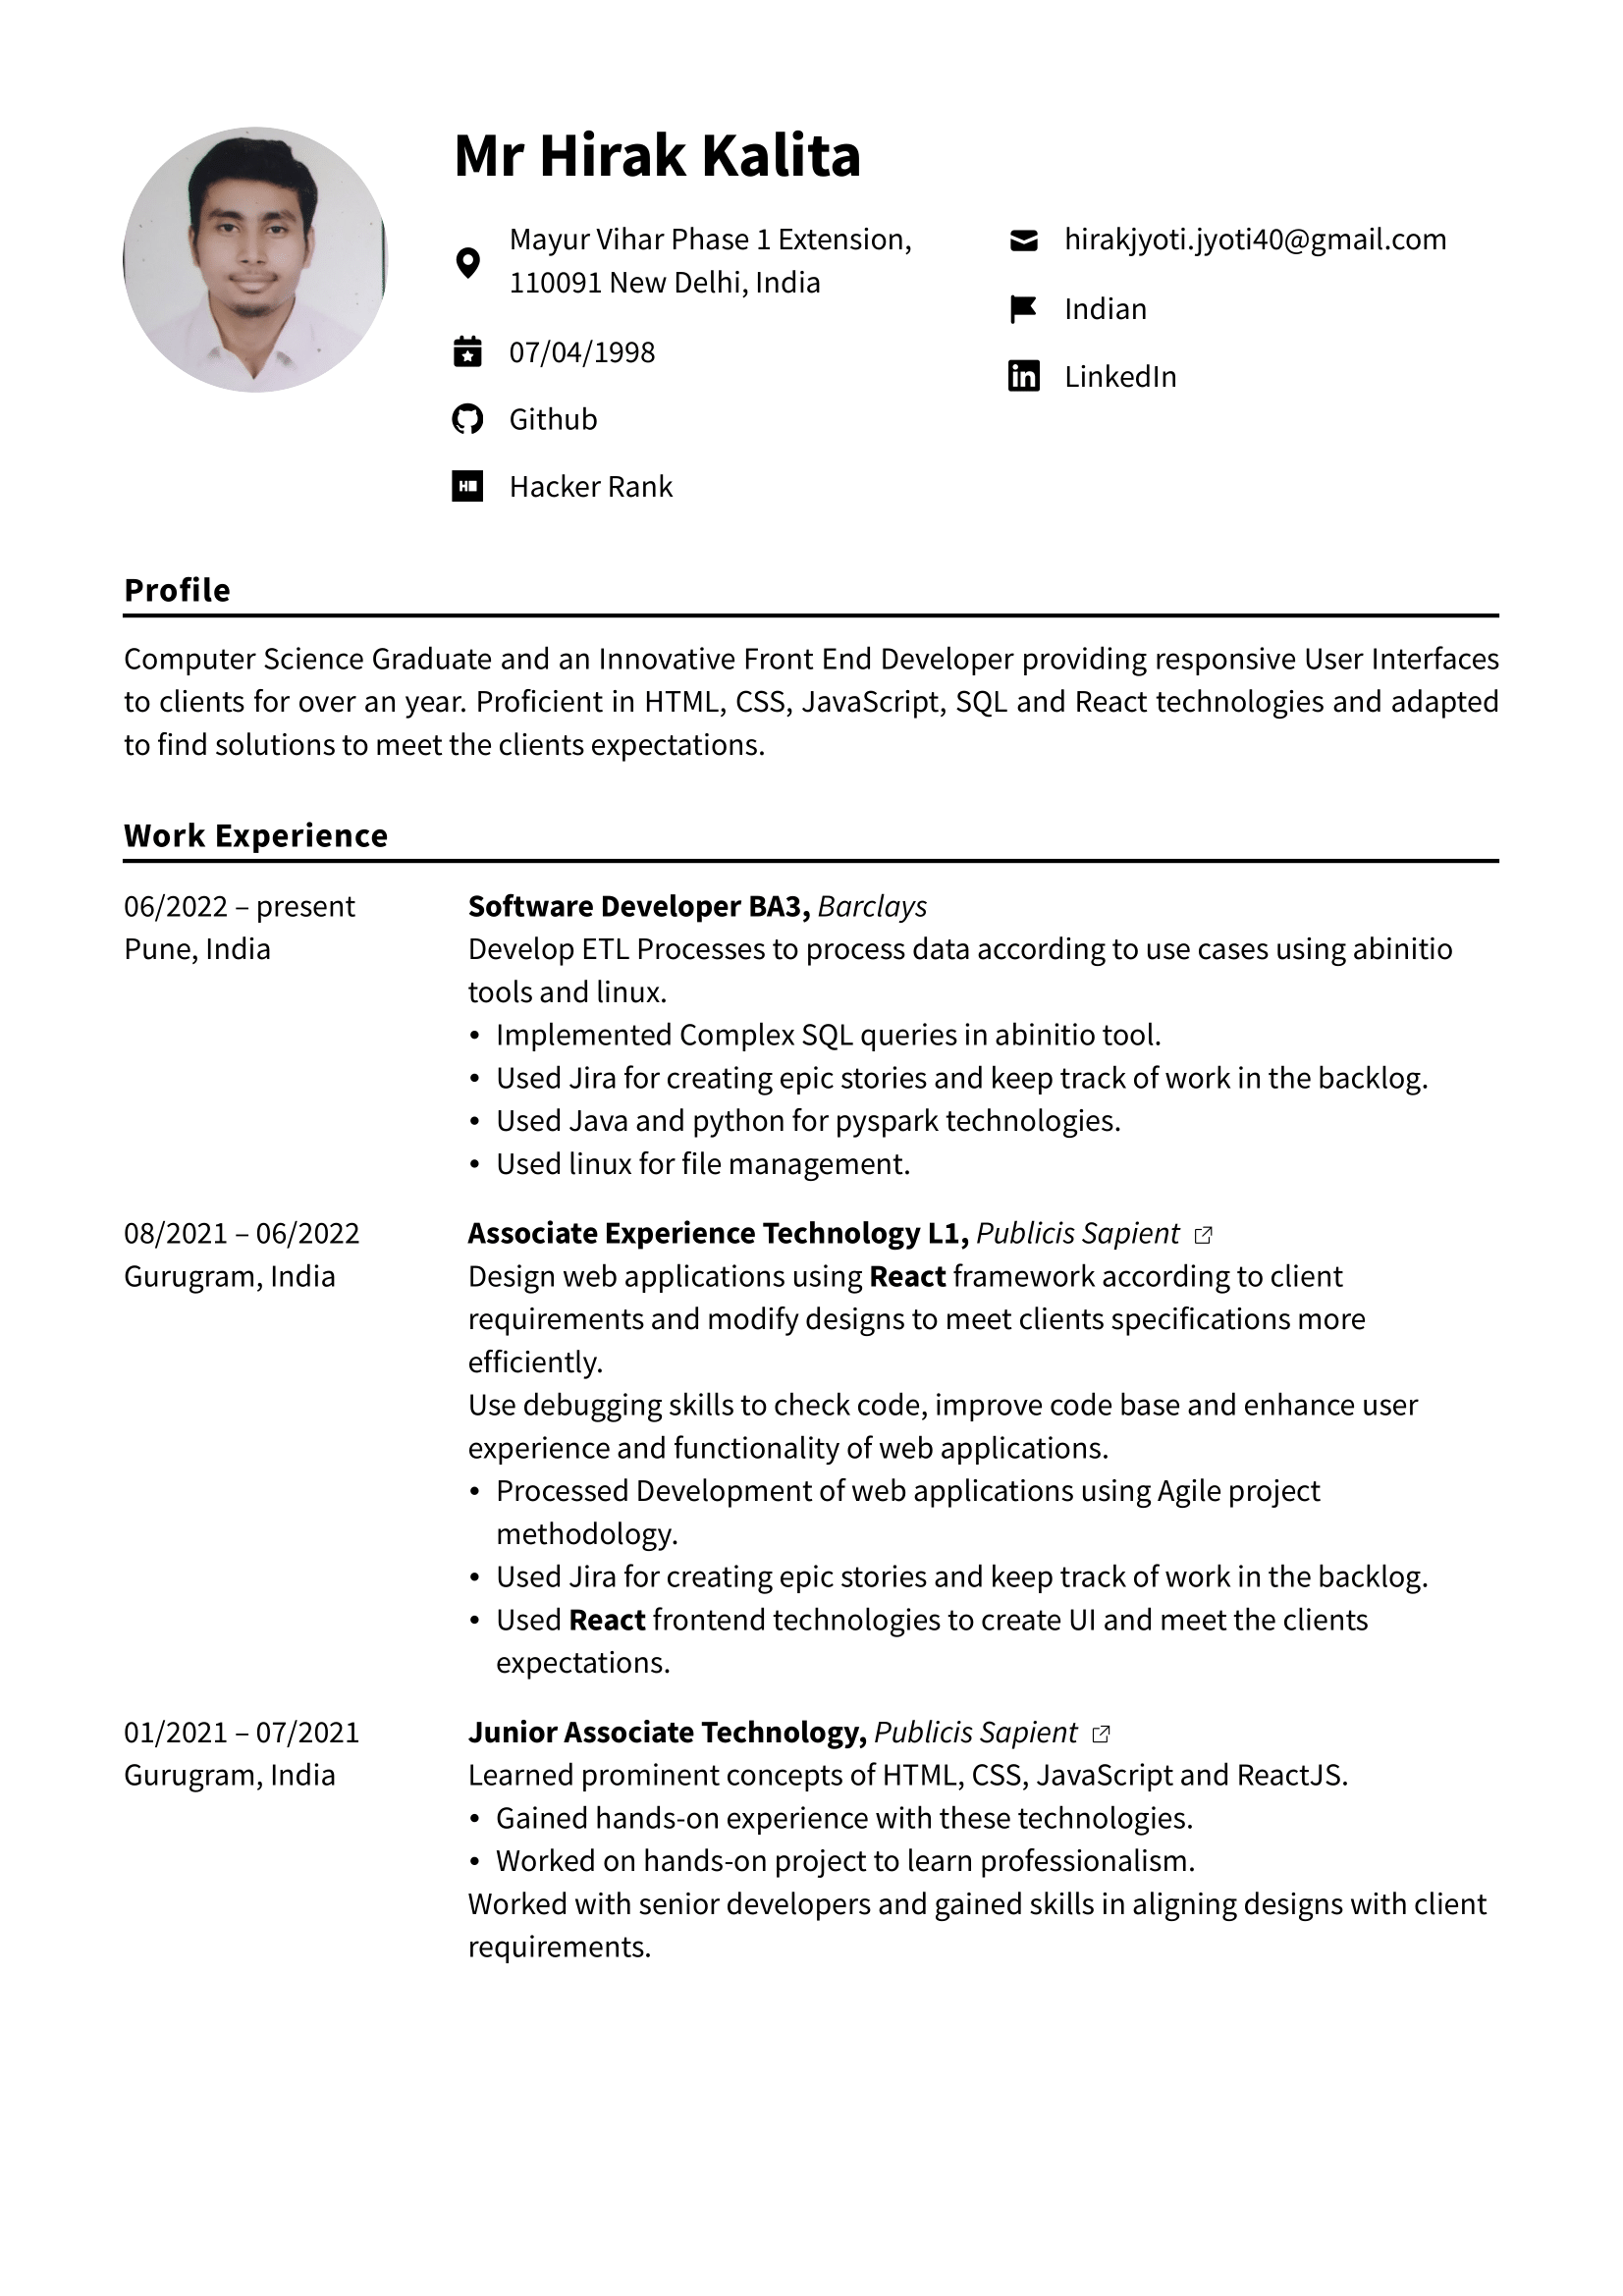 Mr Hirak Kalita
Mayur Vihar Phase 1 Extension,
110091 New Delhi, India
07/04/1998
Github
Hacker Rank
hirakjyoti.jyoti40@gmail.com
Indian
LinkedIn
Profile
Computer Science Graduate and an Innovative Front End Developer providing responsive User Interfaces
to clients for over an year. Proficient in HTML, CSS, JavaScript, SQL and React technologies and adapted
to find solutions to meet the clients expectations.
Work Experience
06/2022 – present
Pune, India
Software Developer BA3, Barclays
Develop ETL Processes to process data according to use cases using abinitio
tools and linux.
• Implemented Complex SQL queries in abinitio tool.
• Used Jira for creating epic stories and keep track of work in the backlog.
• Used Java and python for pyspark technologies.
• Used linux for file management.
08/2021 – 06/2022
Gurugram, India
Associate Experience Technology L1, Publicis Sapient
Design web applications using React framework according to client
requirements and modify designs to meet clients specifications more
efficiently.
Use debugging skills to check code, improve code base and enhance user
experience and functionality of web applications.
• Processed Development of web applications using Agile project
methodology.
• Used Jira for creating epic stories and keep track of work in the backlog.
• Used React frontend technologies to create UI and meet the clients
expectations.
01/2021 – 07/2021
Gurugram, India
Junior Associate Technology, Publicis Sapient
Learned prominent concepts of HTML, CSS, JavaScript and ReactJS.
• Gained hands-on experience with these technologies.
• Worked on hands-on project to learn professionalism.
Worked with senior developers and gained skills in aligning designs with client
requirements.